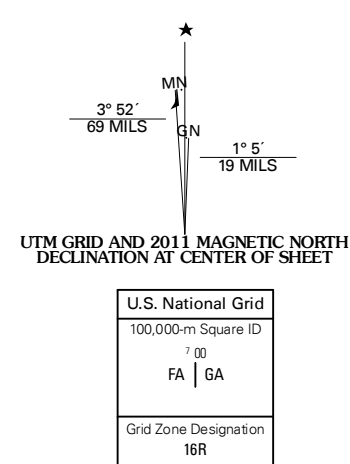 ★
MN
3° 52´
69 MILS
GN
1° 5´
19 MILS
UTM GRID AND 2011 MAGNETIC NORTH
DECLINATION AT CENTER OF SHEET
U.S. National Grid
100,000-m Square ID
7 00
FA | GA
Grid Zone Designation
16R